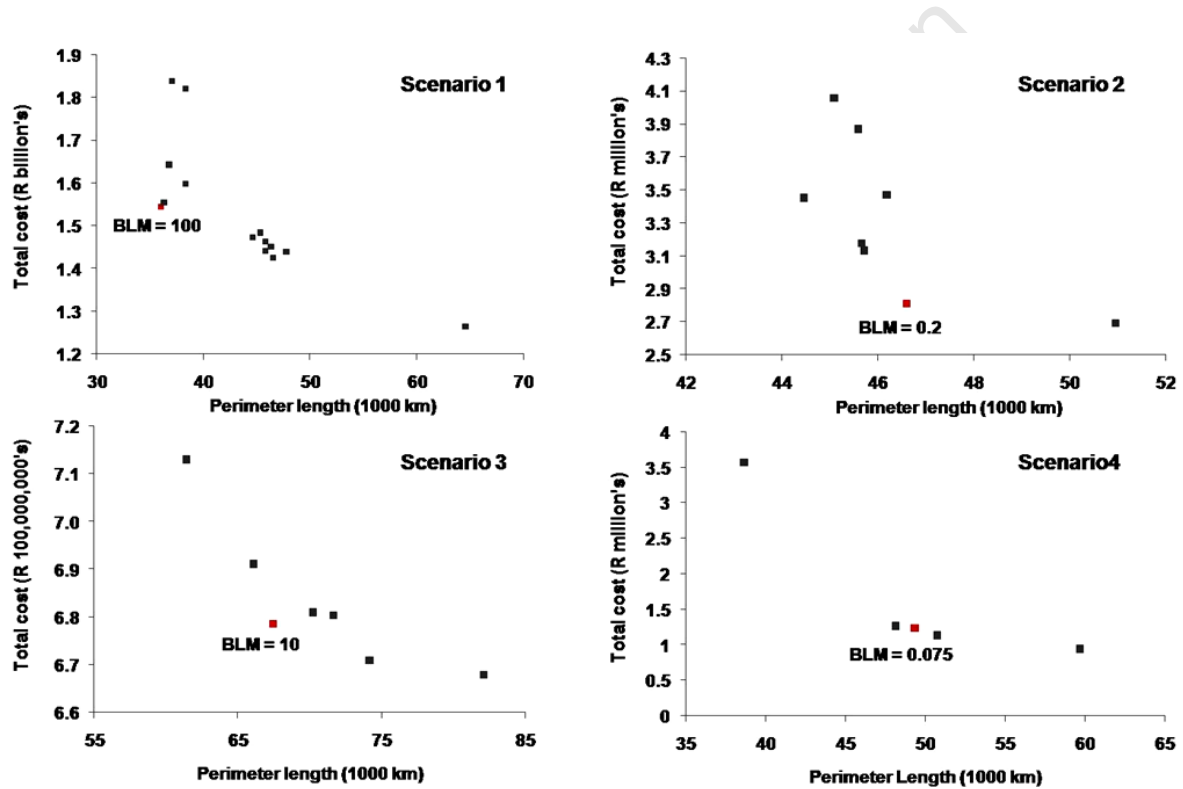 Scenario 1
Total cost (R billion's)
1.9
1.8
1.7
1.6
1.5
1.4
1.3
1.2
BLM = 100
30 40 50 60 70
Perimeter length (1000 km)
Scenario 2
Total cost (R million's)
4.3
4.1
3.9
3.7
3.5
3.3
3.1
2.9
2.7
2.5
BLM = 0.2
42 44 46 48 50 52
Perimeter length (1000 km)
Scenario 3
Total cost (R 100,000,000's)
7.2
7.1
7.0
6.9
6.8
6.7
6.6
BLM = 10
55 65 75 85
Perimeter length (1000 km)
Scenario4
Total cost (R million's)
4
3.5
3
2.5
2
1.5
1
0.5
0
BLM = 0.075
35 40 45 50 55 60 65
Perimeter Length (1000 km)